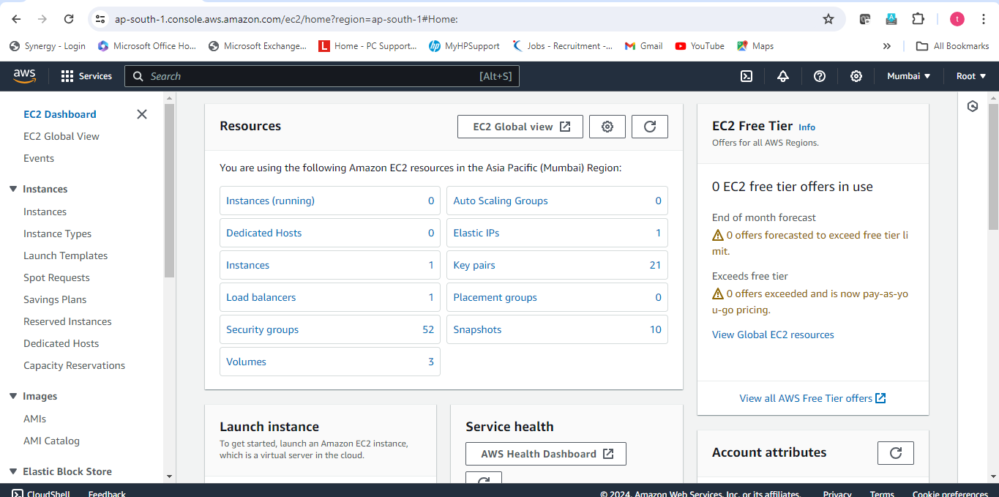 ap-south-1.console.aws.amazon.com/ec2/home?region=ap-south-1#Home:
t
Synergy - Login
Microsoft Office Ho...
Microsoft Exchange...
L
Home - PC Support...
hp
MyHPSupport
Jobs - Recruitment -...
Gmail
YouTube
Maps
All Bookmarks
aws
Services
Search
[Alt+S]
Mumbai
Root
EC2 Dashboard
EC2 Global View
Events
Instances
Instances
Instance Types
Launch Templates
Spot Requests
Savings Plans
Reserved Instances
Dedicated Hosts
Capacity Reservations
Images
AMIs
AMI Catalog
Elastic Block Store
Resources
EC2 Global view
You are using the following Amazon EC2 resources in the Asia Pacific (Mumbai) Region:
Instances (running) 0
Auto Scaling Groups 0
Dedicated Hosts 0
Elastic IPs 1
Instances 1
Key pairs 21
Load balancers 1
Placement groups 0
Security groups 52
Snapshots 10
Volumes 3
Launch instance
To get started, launch an Amazon EC2 instance,
which is a virtual server in the cloud.
Service health
AWS Health Dashboard
EC2 Free Tier Info
Offers for all AWS Regions.
0 EC2 free tier offers in use
End of month forecast
0 offers forecasted to exceed free tier li
mit.
Exceeds free tier
0 offers exceeded and is now pay-as-yo
u-go pricing.
View Global EC2 resources
View all AWS Free Tier offers
Account attributes
CloudShell
Feedback
© 2024, Amazon Web Services, Inc. or its affiliates.
Privacy
Terms
Cookie preferences